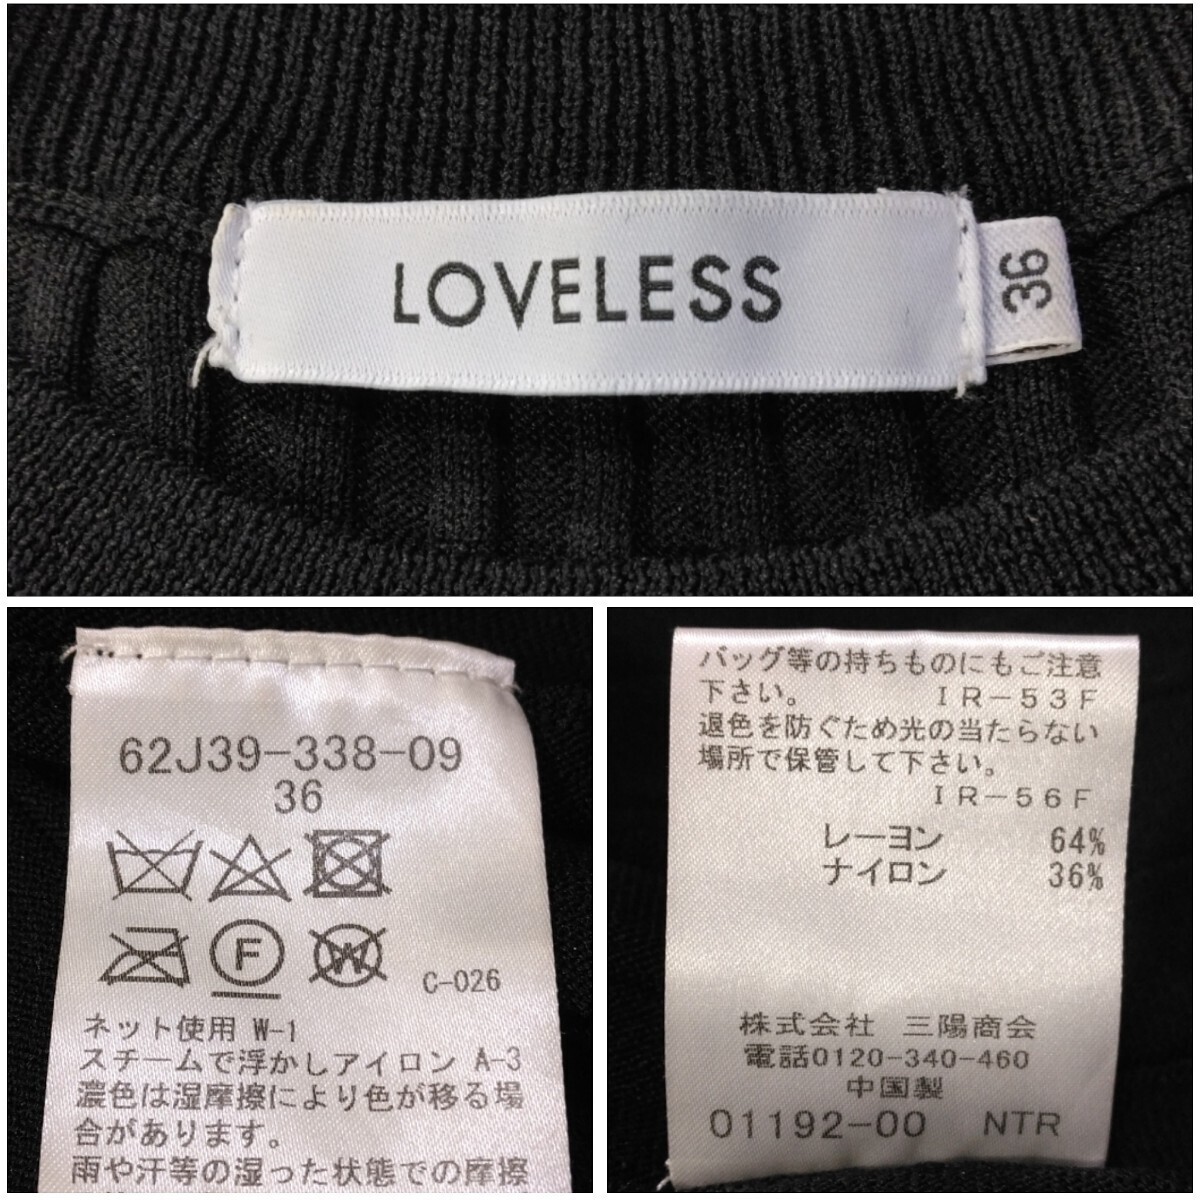 LOVELESS
36
62J39-338-09
36
F
W
C-026
ネット使用 W-1
スチームで浮かしアイロン A-3
濃色は湿摩擦により色が移る場
合があります。
雨や汗等の湿った状態での摩擦
バッグ等の持ちものにもご注意
下さい。 IR-53F
退色を防ぐため光の当たらない
場所で保管して下さい。
IR-56F
レーヨン 64%
ナイロン 36%
株式会社 三陽商会
電話0120-340-460
中国製
01192-00 NTR